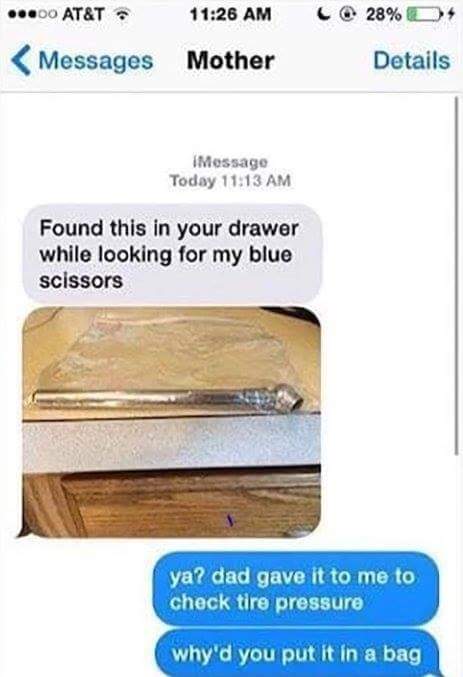 AT&T 11:26 AM 28%
Messages Mother Details
iMessage
Today 11:13 AM
Found this in your drawer
while looking for my blue
scissors
ya? dad gave it to me to
check tire pressure
why'd you put it in a bag